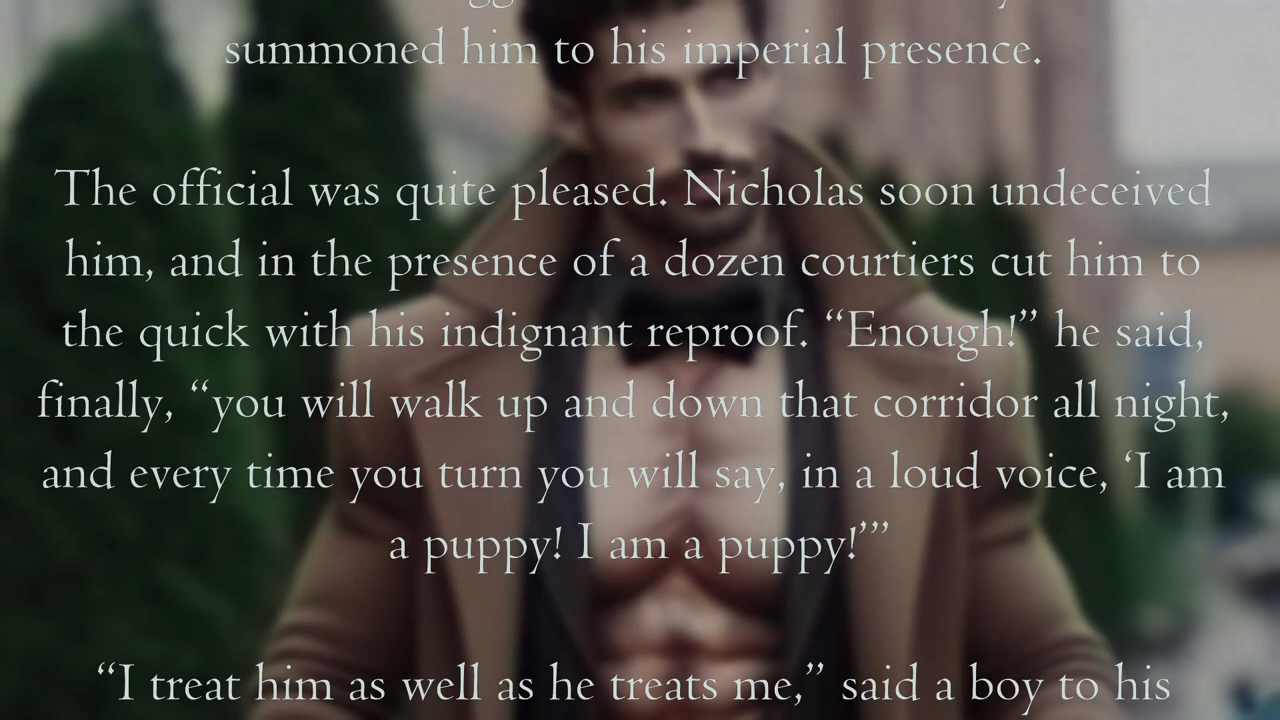 summoned him to his imperial presence.
The official was quite pleased. Nicholas soon undeceived
him, and in the presence of a dozen courtiers cut him to
the quick with his indignant reproof. “Enough!” he said,
finally, “you will walk up and down that corridor all night,
and every time you turn you will say, in a loud voice, ‘I am
a puppy! I am a puppy!’”
“I treat him as well as he treats me,” said a boy to his